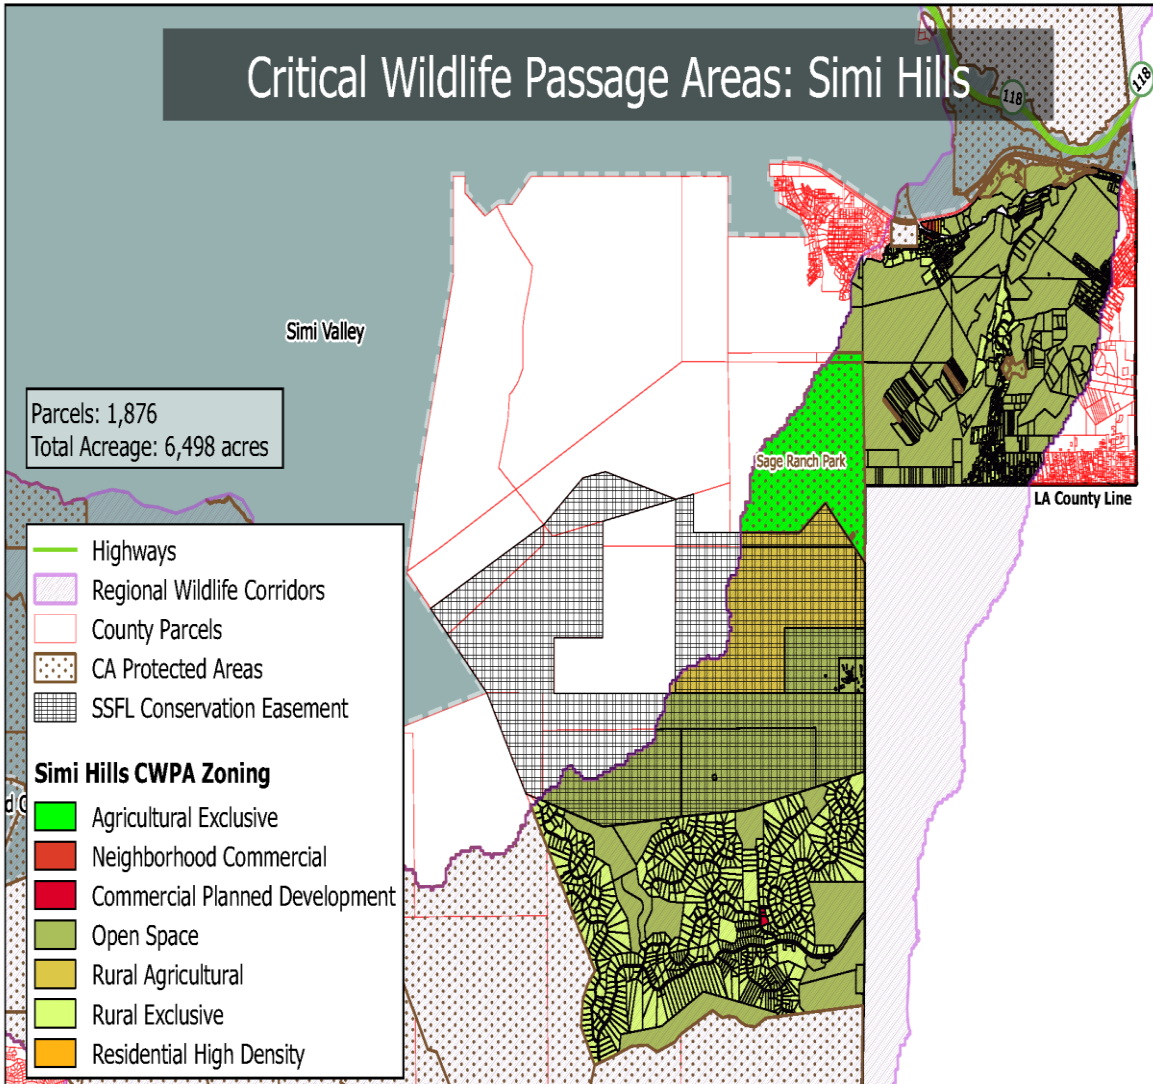 Critical Wildlife Passage Areas: Simi Hills
118
118
Simi Valley
Parcels: 1,876
Total Acreage: 6,498 acres
Sage Ranch Park
LA County Line
Highways
Regional Wildlife Corridors
County Parcels
CA Protected Areas
SSFL Conservation Easement
Simi Hills CWPA Zoning
Agricultural Exclusive
Neighborhood Commercial
Commercial Planned Development
Open Space
Rural Agricultural
Rural Exclusive
Residential High Density